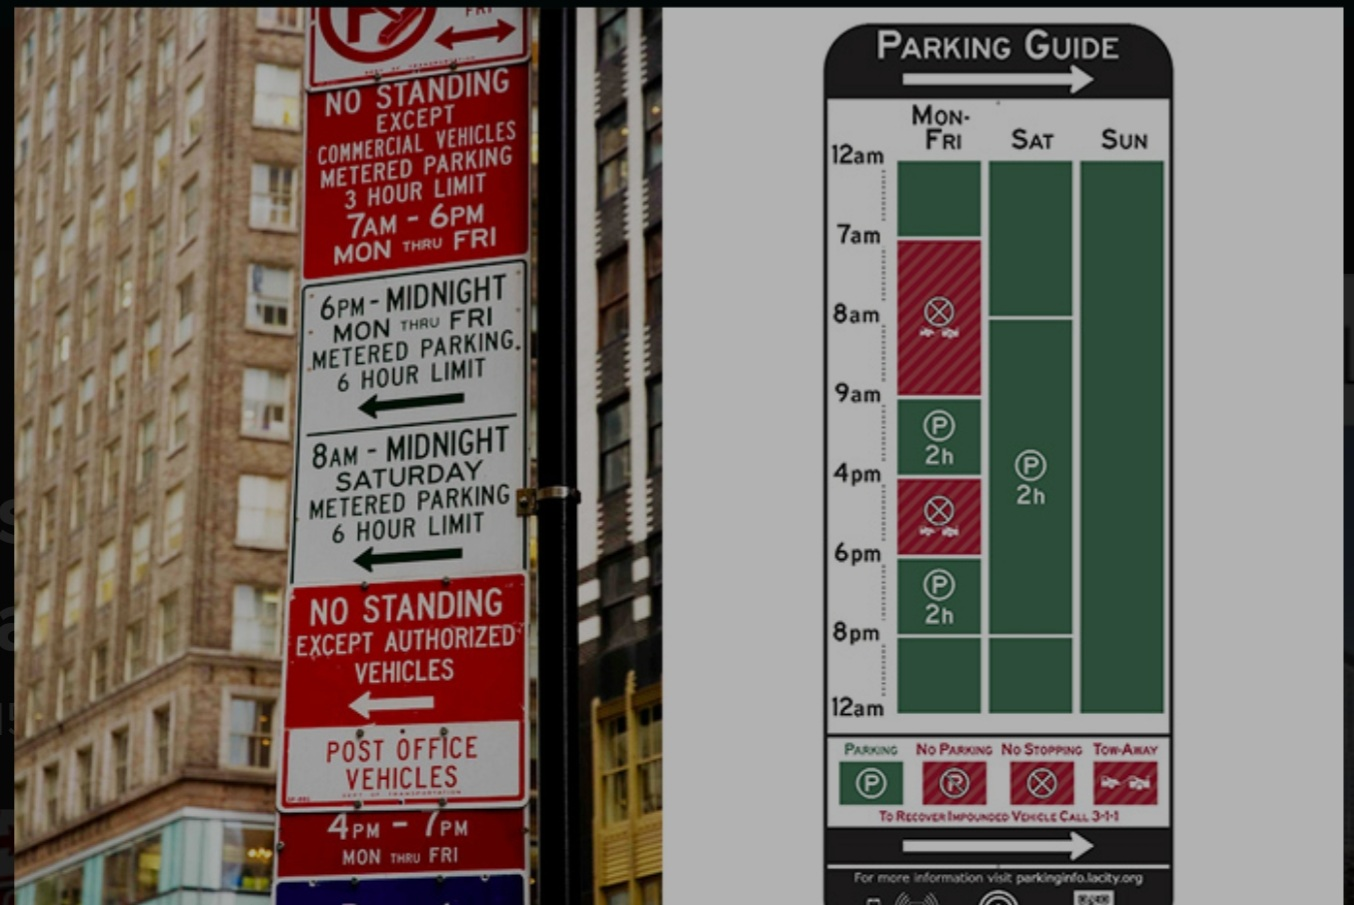 FRI
NO STANDING
EXCEPT
COMMERCIAL VEHICLES
METERED PARKING
3 HOUR LIMIT
7AM - 6PM
MON THRU FRI
6PM - MIDNIGHT
MON THRU FRI
METERED PARKING
6 HOUR LIMIT
8AM - MIDNIGHT
SATURDAY
METERED PARKING
6 HOUR LIMIT
NO STANDING
EXCEPT AUTHORIZED
VEHICLES
POST OFFICE
VEHICLES
DEPT OF TRANSPORTATION
4PM - 7PM
MON THRU FRI
PARKING GUIDE
MON-
FRI
SAT
SUN
12am
7am
8am
9am
P
2h
4pm
P
2h
6pm
P
2h
8pm
12am
PARKING
NO PARKING
NO STOPPING
TOW-AWAY
P
P
TO RECOVER IMPOUNDED VEHICLE CALL 3-1-1
For more information visit parkinginfo.lacity.org